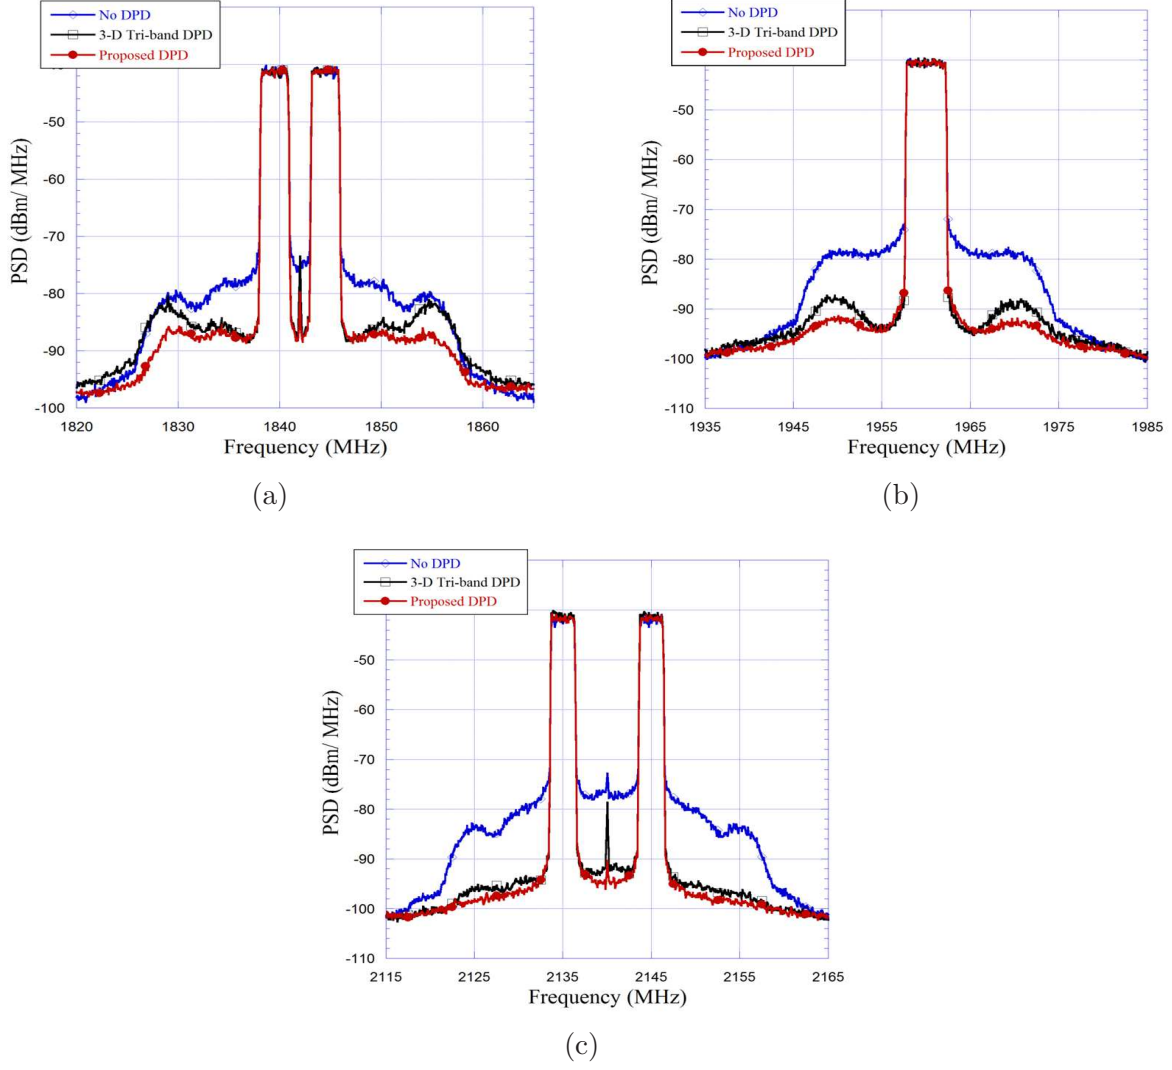 No DPD
3-D Tri-band DPD
Proposed DPD
-50
-60
-70
-80
-90
-100
1820 1830 1840 1850 1860
PSD (dBm/ MHz)
Frequency (MHz)
(a)
No DPD
3-D Tri-band DPD
Proposed DPD
-50
-60
-70
-80
-90
-100
-110
1935 1945 1955 1965 1975 1985
PSD (dBm/ MHz)
Frequency (MHz)
(b)
No DPD
3-D Tri-band DPD
Proposed DPD
-50
-60
-70
-80
-90
-100
-110
2115 2125 2135 2145 2155 2165
PSD (dBm/ MHz)
Frequency (MHz)
(c)